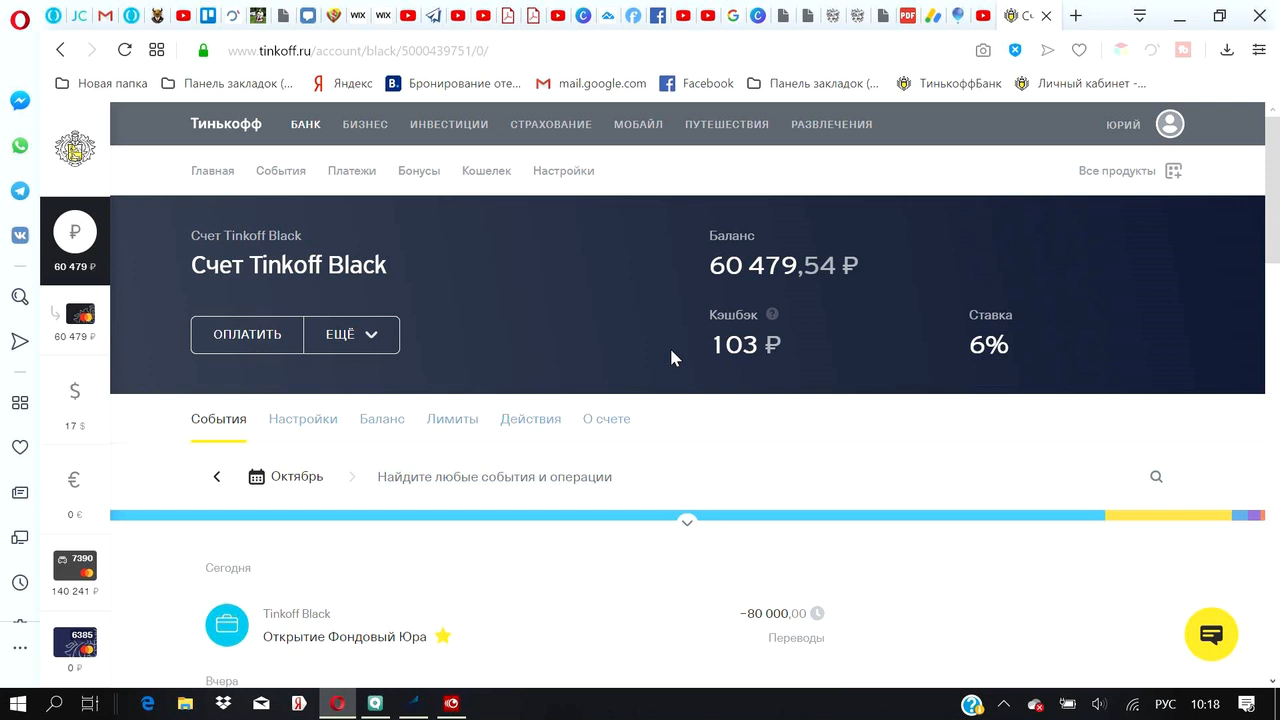 WIX
WIX
PDF
Сч
www.tinkoff.ru/account/black/5000439751/0/
Новая папка
Панель закладок (...
Яндекс
Бронирование оте...
mail.google.com
Facebook
Панель закладок (...
ТинькоффБанк
Личный кабинет -...
Тинькофф
БАНК
БИЗНЕС
ИНВЕСТИЦИИ
СТРАХОВАНИЕ
МОБАЙЛ
ПУТЕШЕСТВИЯ
РАЗВЛЕЧЕНИЯ
ЮРИЙ
Главная
События
Платежи
Бонусы
Кошелек
Настройки
Все продукты
60 479 ₽
60 479 ₽
17 $
0 €
7390
140 241 ₽
6385
0 ₽
Счет Tinkoff Black
Счет Tinkoff Black
ОПЛАТИТЬ
ЕЩЁ
Баланс
60 479,54 ₽
Кэшбэк
103 ₽
Ставка
6%
События
Настройки
Баланс
Лимиты
Действия
О счете
Октябрь
Найдите любые события и операции
Сегодня
Tinkoff Black
−80 000,00
Открытие Фондовый Юра
Переводы
Вчера
РУС
10:18